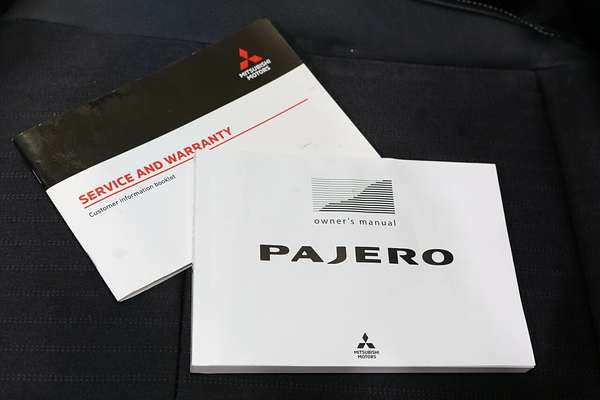 MITSUBISHI
MOTORS
SERVICE AND WARRANTY
Customer information booklet
owner's manual
PAJERO
MITSUBISHI
MOTORS